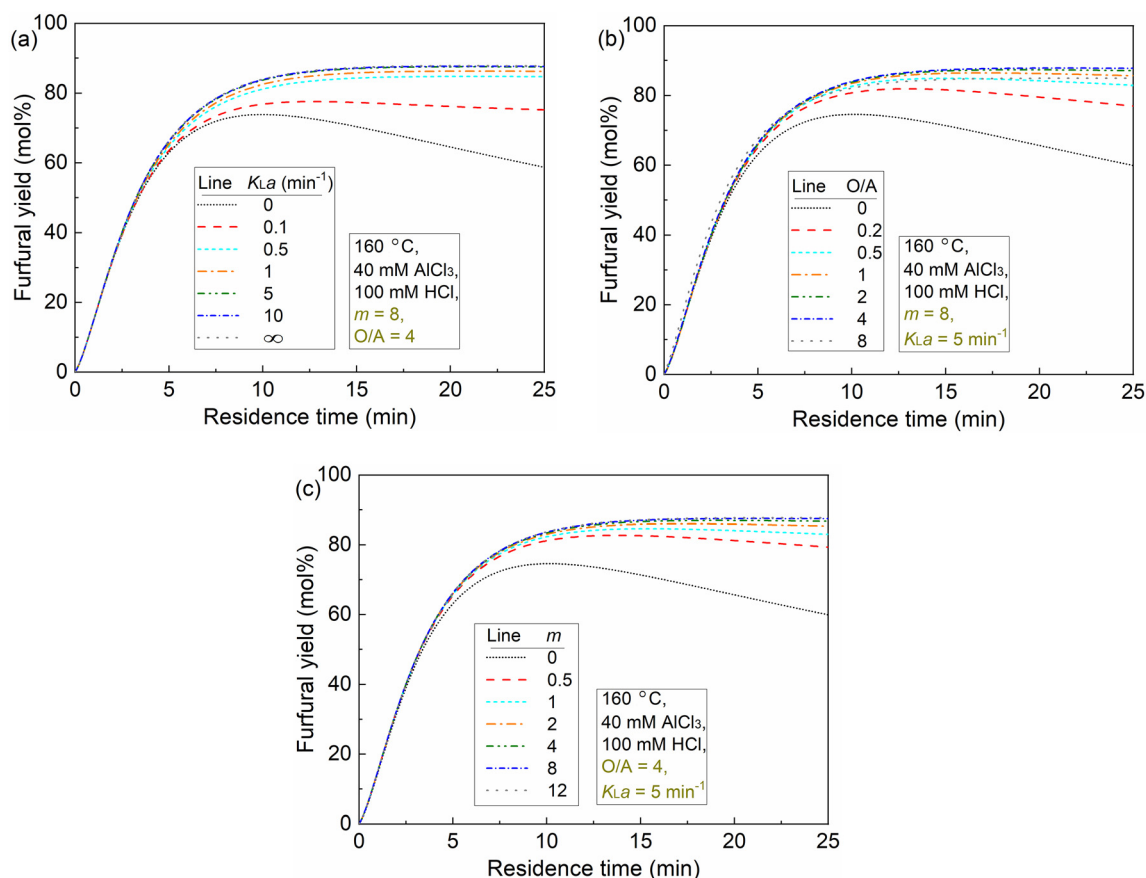 (a)
Furfural yield (mol%)
100
80
60
40
20
0
Line KLa (min-1)
0
0.1
0.5
1
5
10
∞
160 °C,
40 mM AlCl3,
100 mM HCl,
m = 8,
O/A = 4
0 5 10 15 20 25
Residence time (min)
(b)
Furfural yield (mol%)
100
80
60
40
20
0
Line O/A
0
0.2
0.5
1
2
4
8
160 °C,
40 mM AlCl3,
100 mM HCl,
m = 8,
KLa = 5 min-1
0 5 10 15 20 25
Residence time (min)
(c)
Furfural yield (mol%)
100
80
60
40
20
0
Line m
0
0.5
1
2
4
8
12
160 °C,
40 mM AlCl3,
100 mM HCl,
O/A = 4,
KLa = 5 min-1
0 5 10 15 20 25
Residence time (min)